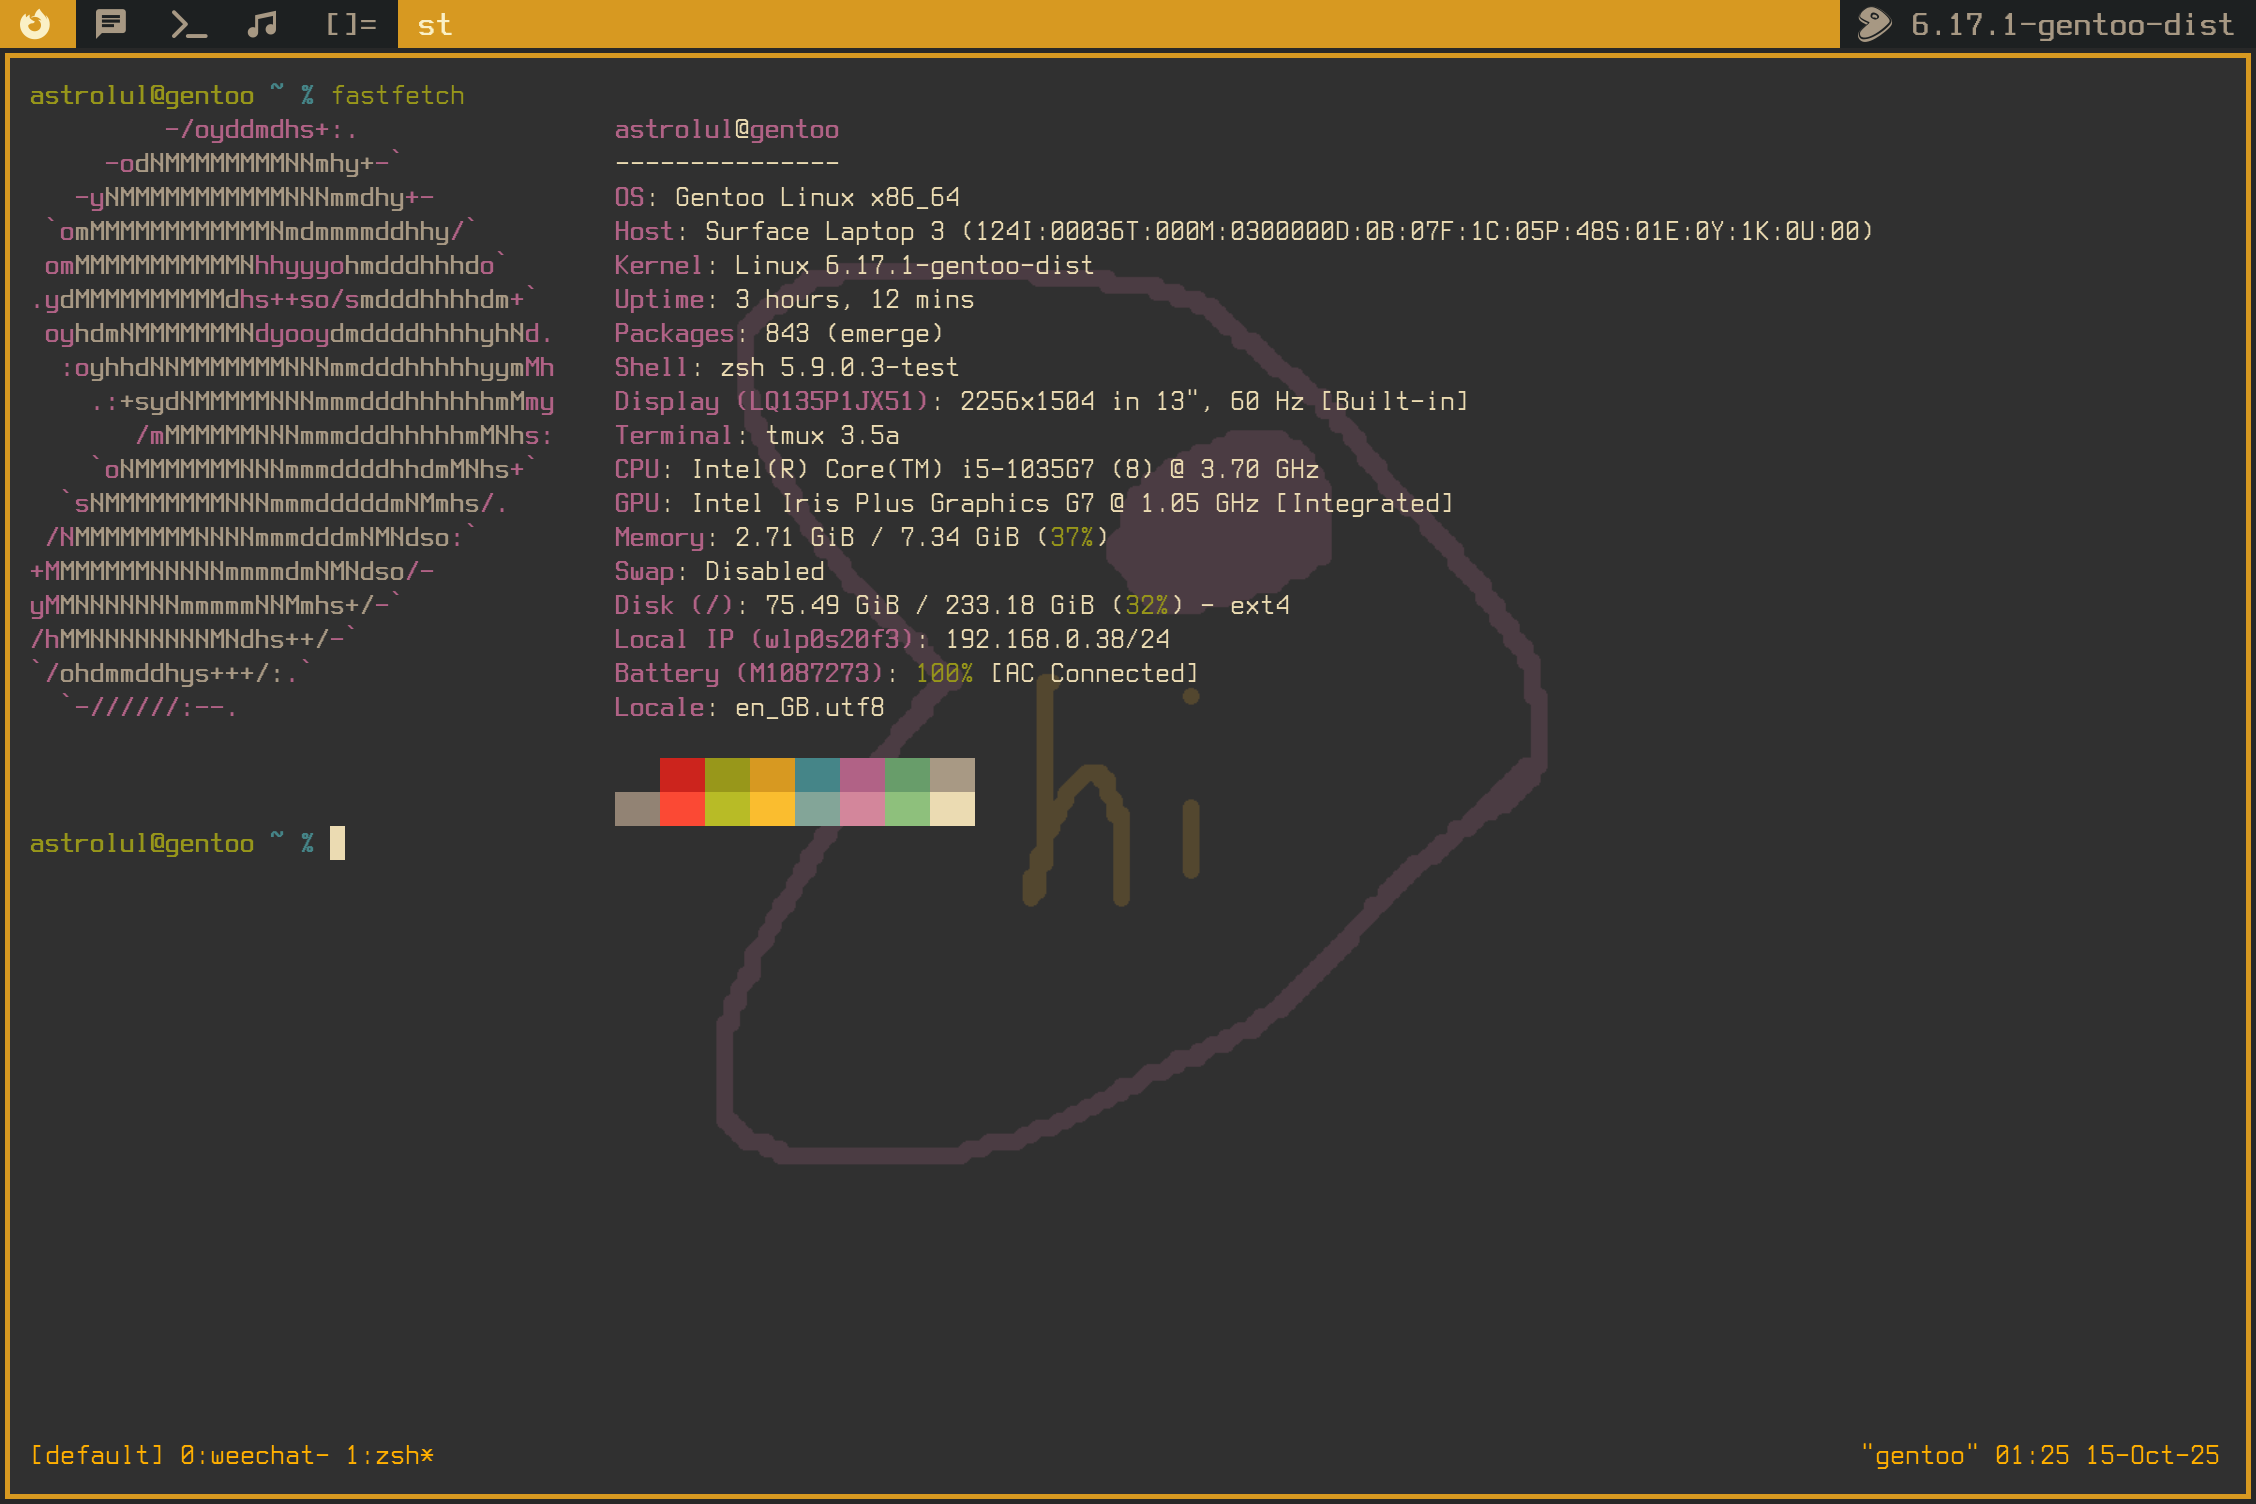 []= st 6.17.1-gentoo-dist
astrolul@gentoo ~ % fastfetch
-/oyddmdhs+:. astrolul@gentoo
-odNMMMMMMMMNNmhy+-` ---------------
-yNMMMMMMMMMMMNNNmmdhy+- OS: Gentoo Linux x86_64
`omMMMMMMMMMMMMNmdmmmmddhhy/` Host: Surface Laptop 3 (124I:00036T:000M:0300000D:0B:07F:1C:05P:48S:01E:0Y:1K:0U:00)
omMMMMMMMMMMMNhhyyyohmdddhhhdo` Kernel: Linux 6.17.1-gentoo-dist
.ydMMMMMMMMMMdhs++so/smdddhhhhdm+` Uptime: 3 hours, 12 mins
oyhdmNMMMMMMMNdyooydmddddhhhhyhNd. Packages: 843 (emerge)
:oyhhdNNMMMMMMMNNNmmdddhhhhhyymMh Shell: zsh 5.9.0.3-test
.:+sydNMMMMMNNNmmmdddhhhhhhmMmy Display (LQ135P1JX51): 2256x1504 in 13", 60 Hz [Built-in]
/mMMMMMMNNNmmmdddhhhhhmMNhs: Terminal: tmux 3.5a
`oNMMMMMMMNNNmmmddddhhdmMNhs+` CPU: Intel(R) Core(TM) i5-1035G7 (8) @ 3.70 GHz
`sNMMMMMMMMNNNmmmdddddmNMmhs/. GPU: Intel Iris Plus Graphics G7 @ 1.05 GHz [Integrated]
/NMMMMMMMMNNNNmmmdddmNMNdso:` Memory: 2.71 GiB / 7.34 GiB (37%)
+MMMMMMMNNNNNmmmmdmNMNdso/- Swap: Disabled
yMMNNNNNNNmmmmmNNMmhs+/-` Disk (/): 75.49 GiB / 233.18 GiB (32%) - ext4
/hMMNNNNNNNNMNdhs++/-` Local IP (wlp0s20f3): 192.168.0.38/24
`/ohdmmddhys+++/:.` Battery (M1087273): 100% [AC Connected]
`-//////:--. Locale: en_GB.utf8
hi
astrolul@gentoo ~ %
[default] 0:weechat- 1:zsh* "gentoo" 01:25 15-Oct-25